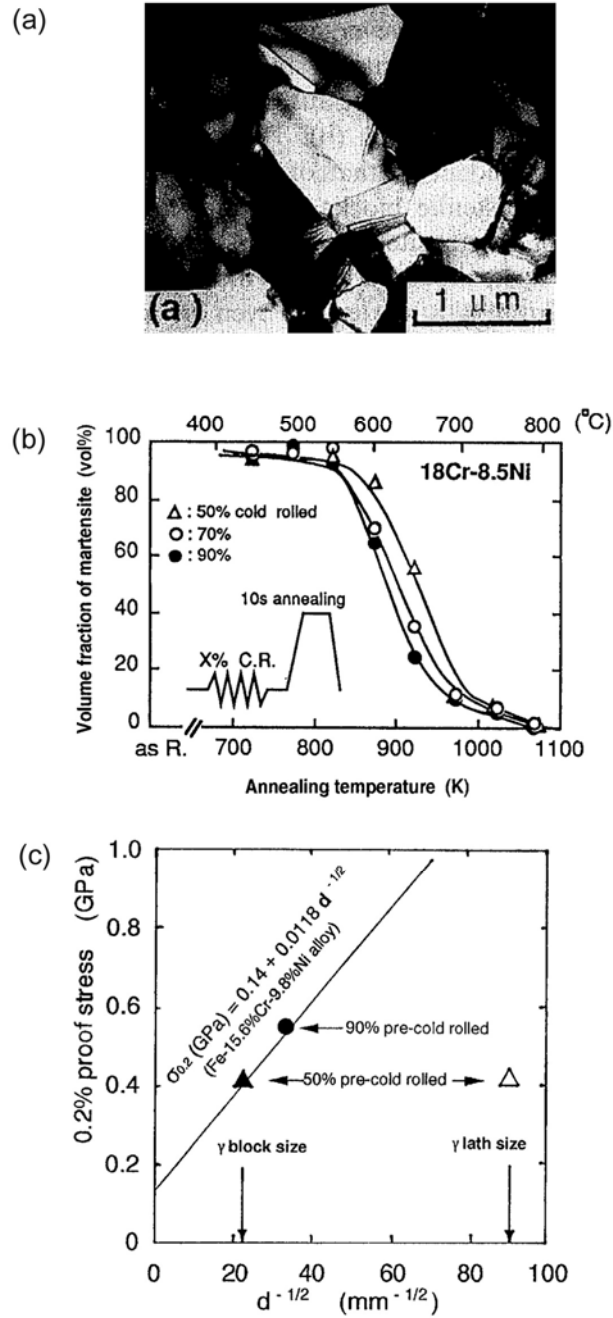 (a)
(a)
1 μm
(b)
400 500 600 700 800 (°C)
Volume fraction of martensite (vol%)
100
80
60
40
20
0
18Cr-8.5Ni
△ : 50% cold rolled
○ : 70%
● : 90%
10s annealing
X% C.R.
as R. 700 800 900 1000 1100
Annealing temperature (K)
(c)
0.2% proof stress (GPa)
1.0
0.8
0.6
0.4
0.2
0
σ0.2 (GPa) = 0.14 + 0.0118 d -1/2
(Fe-15.6%Cr-9.8%Ni alloy)
90% pre-cold rolled
50% pre-cold rolled
γ block size
γ lath size
0 20 40 60 80 100
d -1/2 (mm -1/2)